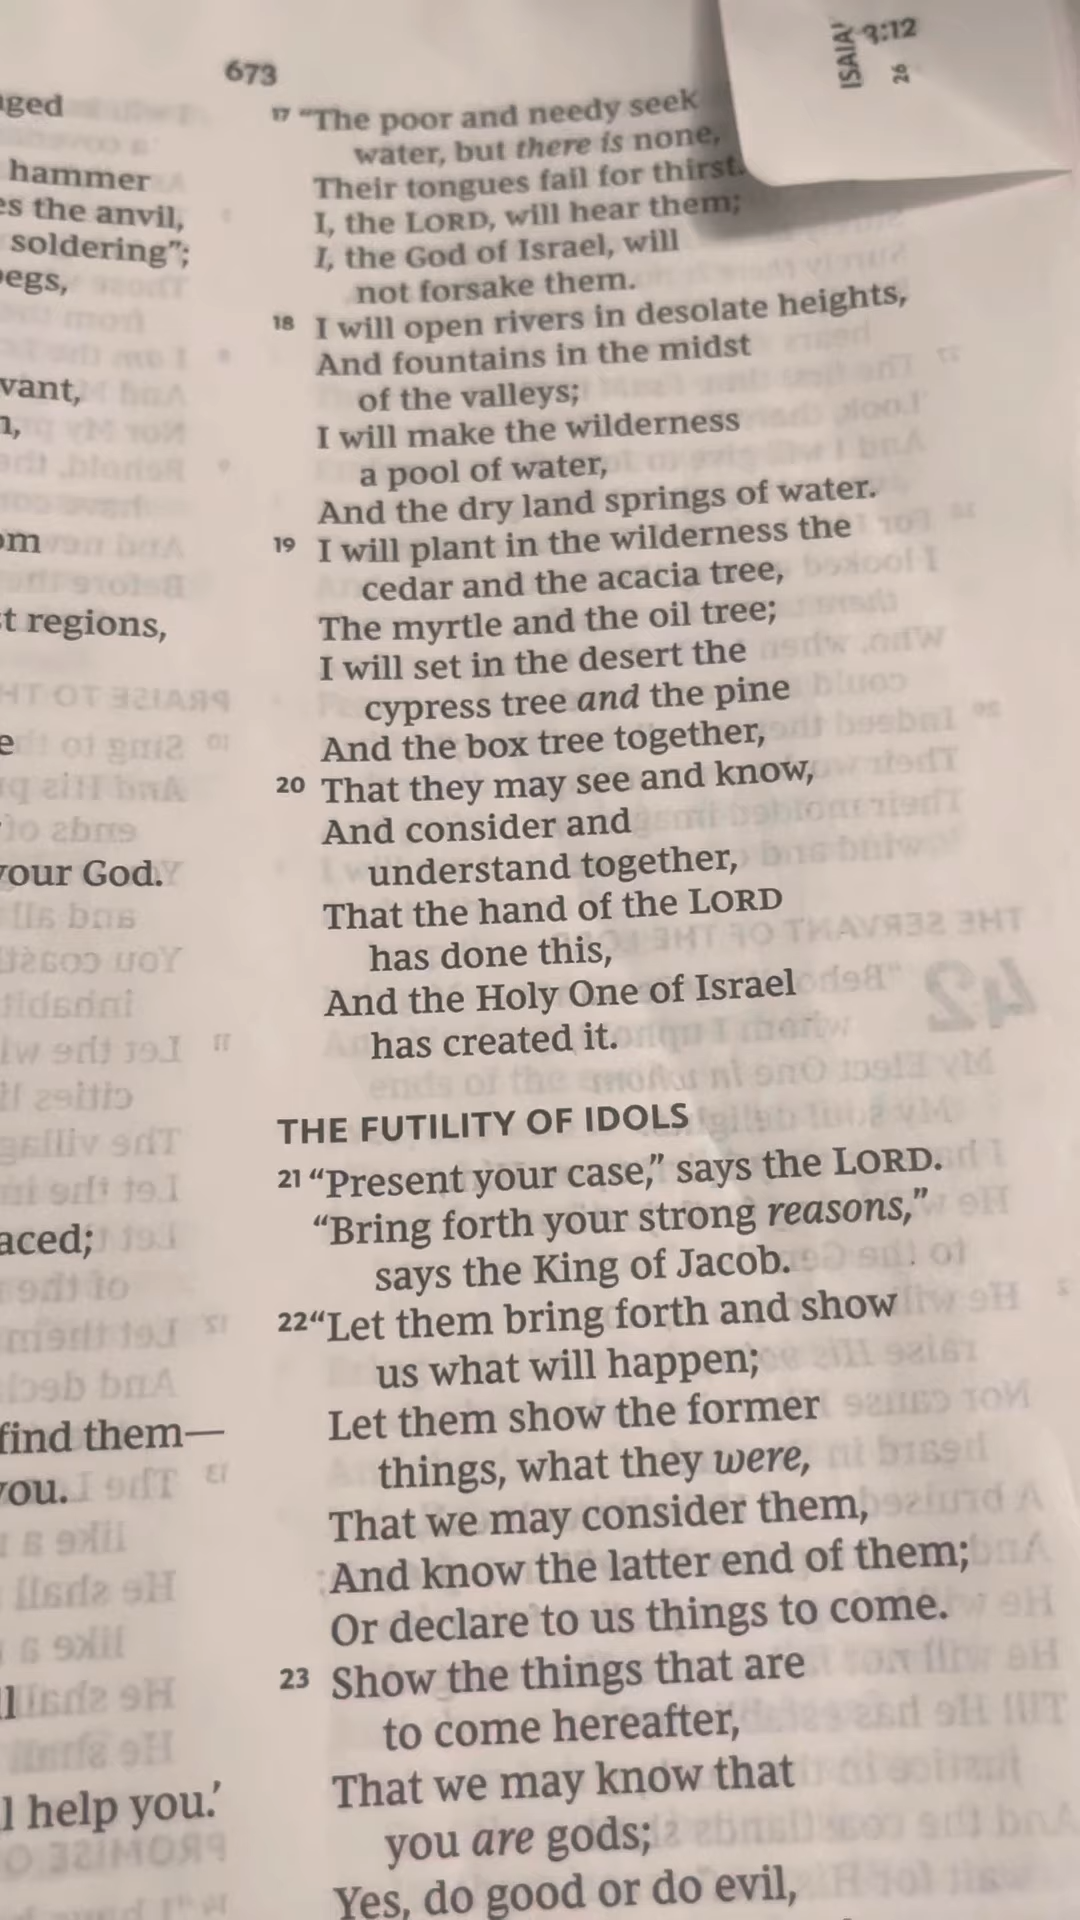 673
ISAIA
9:12
26
aged
hammer
es the anvil,
soldering”;
egs,
vant,
om
t regions,
your God.
aced;
find them—
you.
l help you.’
17 “The poor and needy seek
water, but there is none,
Their tongues fail for thirst.
I, the LORD, will hear them;
I, the God of Israel, will
not forsake them.
18 I will open rivers in desolate heights,
And fountains in the midst
of the valleys;
I will make the wilderness
a pool of water,
And the dry land springs of water.
19 I will plant in the wilderness the
cedar and the acacia tree,
The myrtle and the oil tree;
I will set in the desert the
cypress tree and the pine
And the box tree together,
20 That they may see and know,
And consider and
understand together,
That the hand of the LORD
has done this,
And the Holy One of Israel
has created it.
THE FUTILITY OF IDOLS
21 “Present your case,” says the LORD.
“Bring forth your strong reasons,”
says the King of Jacob.
22 “Let them bring forth and show
us what will happen;
Let them show the former
things, what they were,
That we may consider them,
And know the latter end of them;
Or declare to us things to come.
23 Show the things that are
to come hereafter,
That we may know that
you are gods;
Yes, do good or do evil,